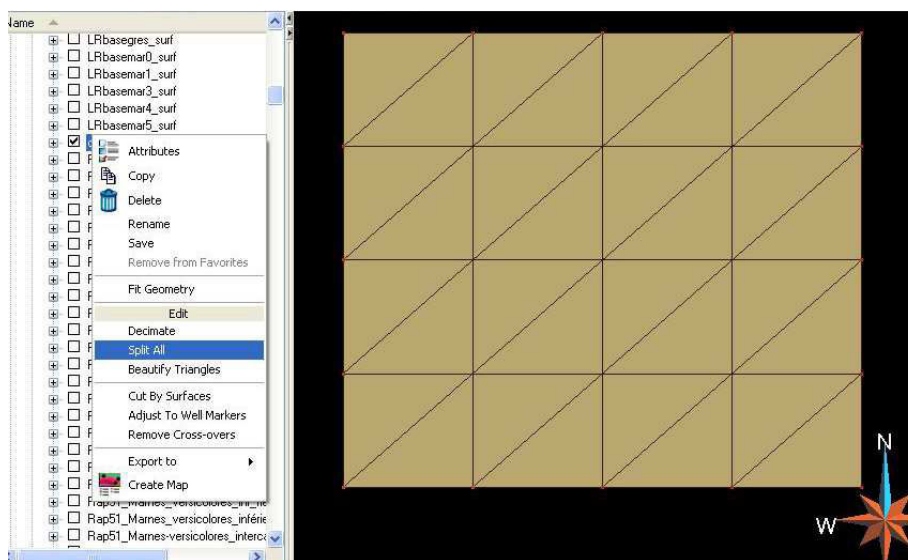 Name
LRbasegres_surf
LRbasemar0_surf
LRbasemar1_surf
LRbasemar3_surf
LRbasemar4_surf
LRbasemar5_surf
Attributes
Copy
Delete
Rename
Save
Remove from Favorites
Fit Geometry
Edit
Decimate
Split All
Beautify Triangles
Cut By Surfaces
Adjust To Well Markers
Remove Cross-overs
Export to
Create Map
Rap51_Marnes_versicolores_inférie
Rap51_Marnes-versicolores_interca
N
W